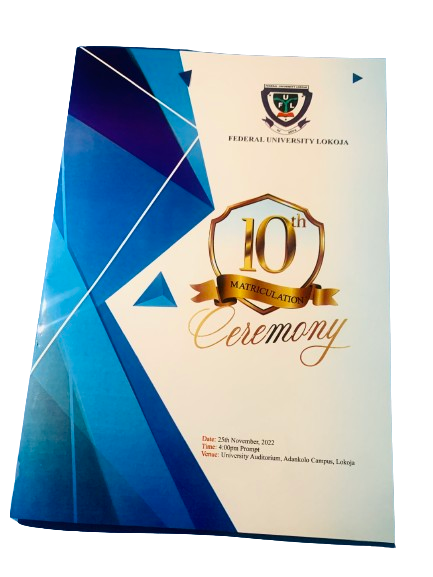 FEDERAL UNIVERSITY LOKOJA
10th
MATRICULATION
Ceremony
Date: 25th November, 2022
Time: 4:00pm Prompt
Venue: University Auditorium, Adankolo Campus, Lokoja